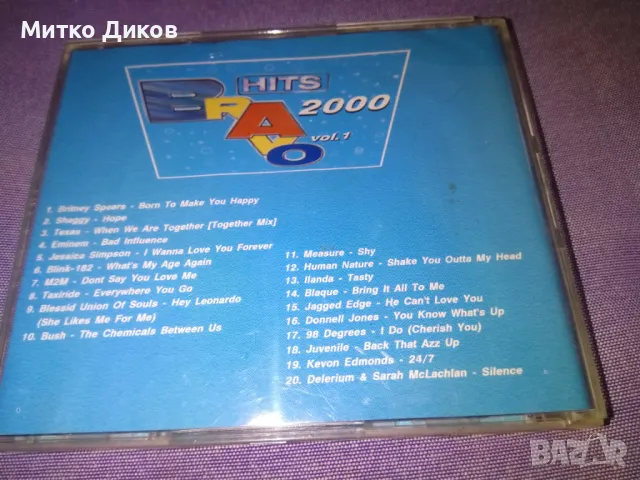 Митко Диков
HITS
BRAVO
2000
vol.1
1. Britney Spears - Born To Make You Happy
2. Shaggy - Hope
3. Texas - When We Are Together [Together Mix]
4. Eminem - Bad Influence
5. Jessica Simpson - I Wanna Love You Forever
6. Blink-182 - What's My Age Again
7. M2M - Dont Say You Love Me
8. Taxiride - Everywhere You Go
9. Blessid Union Of Souls - Hey Leonardo
(She Likes Me For Me)
10. Bush - The Chemicals Between Us
11. Measure - Shy
12. Human Nature - Shake You Outta My Head
13. Ilanda - Tasty
14. Blaque - Bring It All To Me
15. Jagged Edge - He Can't Love You
16. Donnell Jones - You Know What's Up
17. 98 Degrees - I Do (Cherish You)
18. Juvenile - Back That Azz Up
19. Kevon Edmonds - 24/7
20. Delerium & Sarah McLachlan - Silence
BAZAR